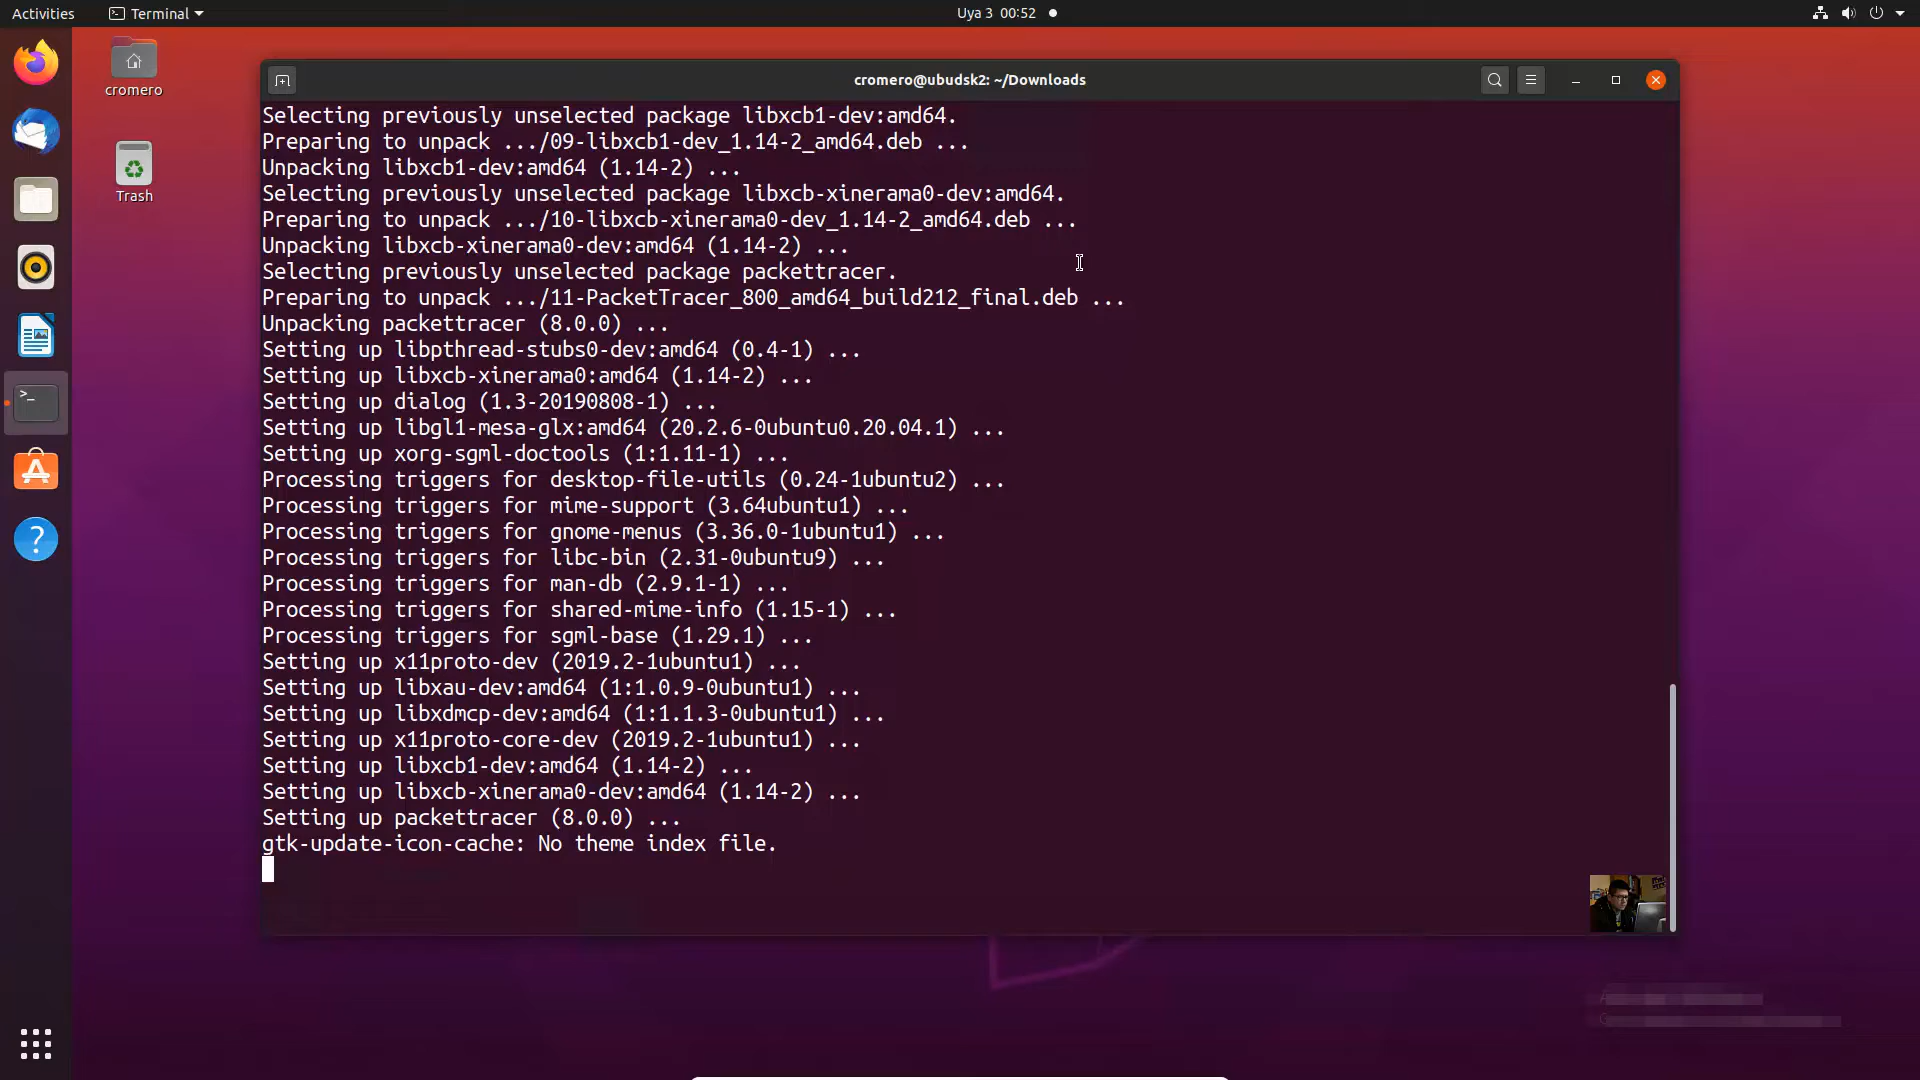 Activities
Terminal
Uya 3 00:52
cromero
Trash
cromero@ubudsk2: ~/Downloads
Selecting previously unselected package libxcb1-dev:amd64.
Preparing to unpack .../09-libxcb1-dev_1.14-2_amd64.deb ...
Unpacking libxcb1-dev:amd64 (1.14-2) ...
Selecting previously unselected package libxcb-xinerama0-dev:amd64.
Preparing to unpack .../10-libxcb-xinerama0-dev_1.14-2_amd64.deb ...
Unpacking libxcb-xinerama0-dev:amd64 (1.14-2) ...
Selecting previously unselected package packettracer.
Preparing to unpack .../11-PacketTracer_800_amd64_build212_final.deb ...
Unpacking packettracer (8.0.0) ...
Setting up libpthread-stubs0-dev:amd64 (0.4-1) ...
Setting up libxcb-xinerama0:amd64 (1.14-2) ...
Setting up dialog (1.3-20190808-1) ...
Setting up libgl1-mesa-glx:amd64 (20.2.6-0ubuntu0.20.04.1) ...
Setting up xorg-sgml-doctools (1:1.11-1) ...
Processing triggers for desktop-file-utils (0.24-1ubuntu2) ...
Processing triggers for mime-support (3.64ubuntu1) ...
Processing triggers for gnome-menus (3.36.0-1ubuntu1) ...
Processing triggers for libc-bin (2.31-0ubuntu9) ...
Processing triggers for man-db (2.9.1-1) ...
Processing triggers for shared-mime-info (1.15-1) ...
Processing triggers for sgml-base (1.29.1) ...
Setting up x11proto-dev (2019.2-1ubuntu1) ...
Setting up libxau-dev:amd64 (1:1.0.9-0ubuntu1) ...
Setting up libxdmcp-dev:amd64 (1:1.1.3-0ubuntu1) ...
Setting up x11proto-core-dev (2019.2-1ubuntu1) ...
Setting up libxcb1-dev:amd64 (1.14-2) ...
Setting up libxcb-xinerama0-dev:amd64 (1.14-2) ...
Setting up packettracer (8.0.0) ...
gtk-update-icon-cache: No theme index file.